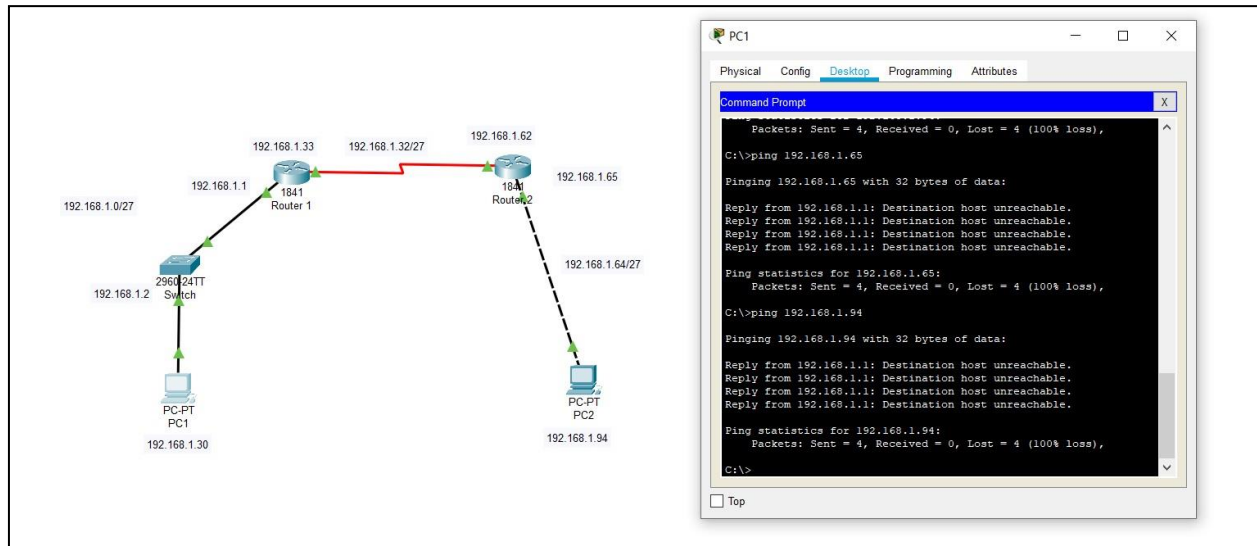 192.168.1.62
192.168.1.33
192.168.1.32/27
192.168.1.65
192.168.1.1
1841
Router 1
1841
Router 2
192.168.1.0/27
192.168.1.64/27
2960-24TT
Switch
192.168.1.2
PC-PT
PC1
192.168.1.30
PC-PT
PC2
192.168.1.94
PC1
Physical Config Desktop Programming Attributes
Command Prompt
X
Packets: Sent = 4, Received = 0, Lost = 4 (100% loss),
C:\>ping 192.168.1.65
Pinging 192.168.1.65 with 32 bytes of data:
Reply from 192.168.1.1: Destination host unreachable.
Reply from 192.168.1.1: Destination host unreachable.
Reply from 192.168.1.1: Destination host unreachable.
Reply from 192.168.1.1: Destination host unreachable.
Ping statistics for 192.168.1.65:
Packets: Sent = 4, Received = 0, Lost = 4 (100% loss),
C:\>ping 192.168.1.94
Pinging 192.168.1.94 with 32 bytes of data:
Reply from 192.168.1.1: Destination host unreachable.
Reply from 192.168.1.1: Destination host unreachable.
Reply from 192.168.1.1: Destination host unreachable.
Reply from 192.168.1.1: Destination host unreachable.
Ping statistics for 192.168.1.94:
Packets: Sent = 4, Received = 0, Lost = 4 (100% loss),
C:\>
Top